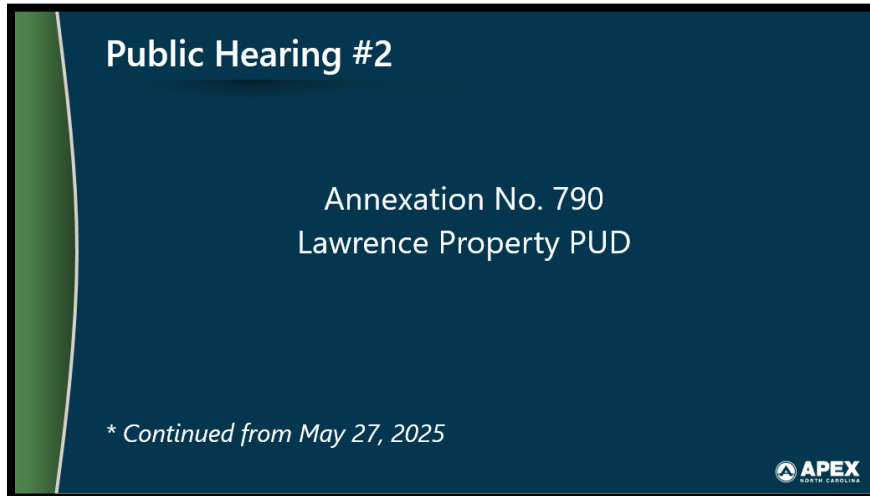 Public Hearing #2
Annexation No. 790
Lawrence Property PUD
* Continued from May 27, 2025
APEX
NORTH CAROLINA